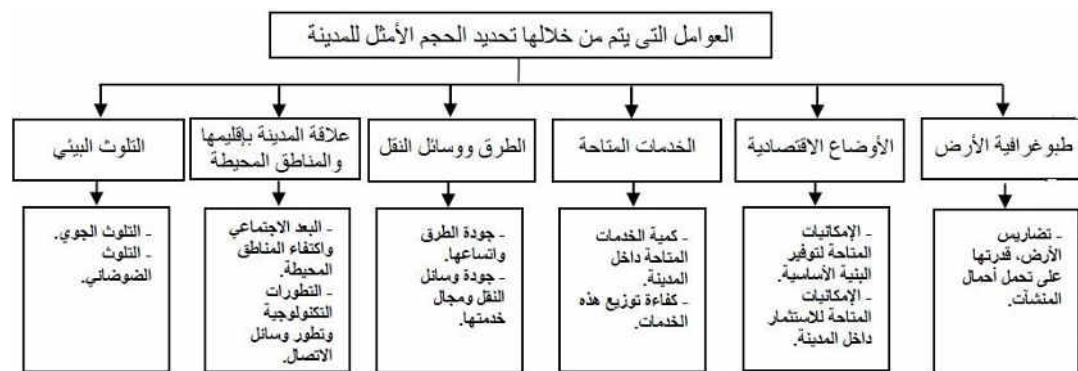 العوامل التى يتم من خلالها تحديد الحجم الأمثل للمدينة
طبوغرافية الأرض
الأوضاع الاقتصادية
الخدمات المتاحة
الطرق ووسائل النقل
علاقة المدينة بإقليمها
والمناطق المحيطة
التلوث البيئي
- تضاريس
الأرض، قدرتها
على تحمل أحمال
المنشآت.
- الإمكانيات
المتاحة لتوفير
البنية الأساسية.
- الإمكانيات
المتاحة للاستثمار
داخل المدينة.
- كمية الخدمات
المتاحة داخل
المدينة.
- كفاءة توزيع هذه
الخدمات.
- جودة الطرق
واتساعها.
- جودة وسائل
النقل ومجال
خدمتها.
- البعد الاجتماعي
واكتفاء المناطق
المحيطة.
- التطورات
التكنولوجية
وتطور وسائل
الاتصال.
- التلوث الجوي.
- التلوث
الضوضائي.